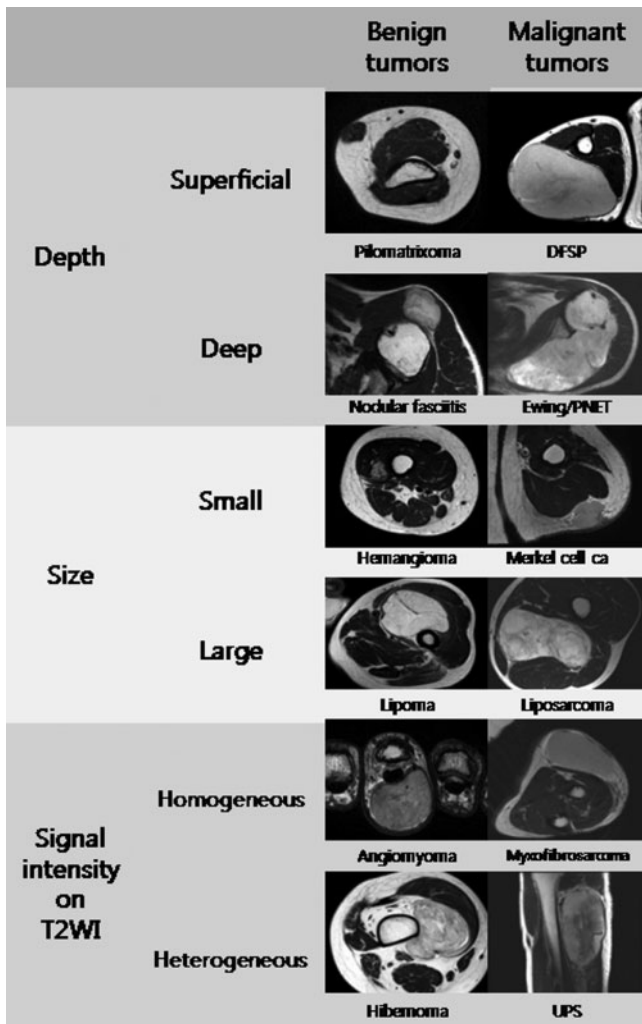 Benign tumors
Malignant tumors
Depth
Superficial
Pilomatrixoma
DFSP
Deep
Nodular fasciitis
Ewing/PNET
Size
Small
Hemangioma
Merkel cell ca
Large
Lipoma
Liposarcoma
Signal intensity on T2WI
Homogeneous
Angiomyoma
Myxofibrosarcoma
Heterogeneous
Hibernoma
UPS